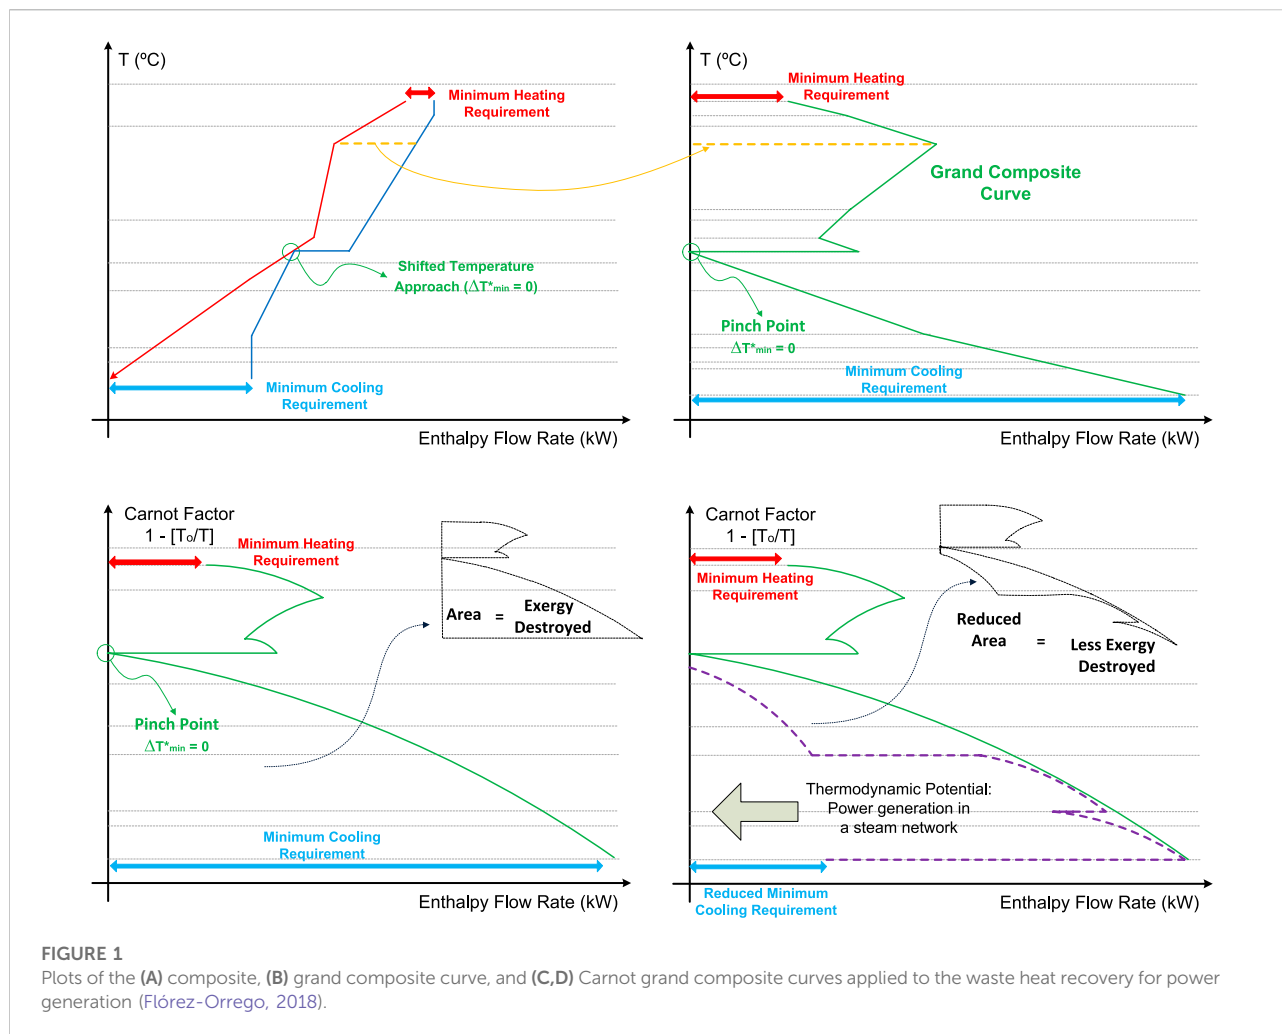 T (ºC)
Minimum Heating
Requirement
Shifted Temperature
Approach (ΔT*min = 0)
Minimum Cooling
Requirement
Enthalpy Flow Rate (kW)
T (ºC)
Minimum Heating
Requirement
Grand Composite
Curve
Pinch Point
ΔT*min = 0
Minimum Cooling
Requirement
Enthalpy Flow Rate (kW)
Carnot Factor
1 - [To/T]
Minimum Heating
Requirement
Area = Exergy
Destroyed
Pinch Point
ΔT*min = 0
Minimum Cooling
Requirement
Enthalpy Flow Rate (kW)
Carnot Factor
1 - [To/T]
Minimum Heating
Requirement
Reduced
Area = Less Exergy
Destroyed
Thermodynamic Potential:
Power generation in
a steam network
Reduced Minimum
Cooling Requirement
Enthalpy Flow Rate (kW)
FIGURE 1
Plots of the (A) composite, (B) grand composite curve, and (C,D) Carnot grand composite curves applied to the waste heat recovery for power
generation (Flórez-Orrego, 2018).